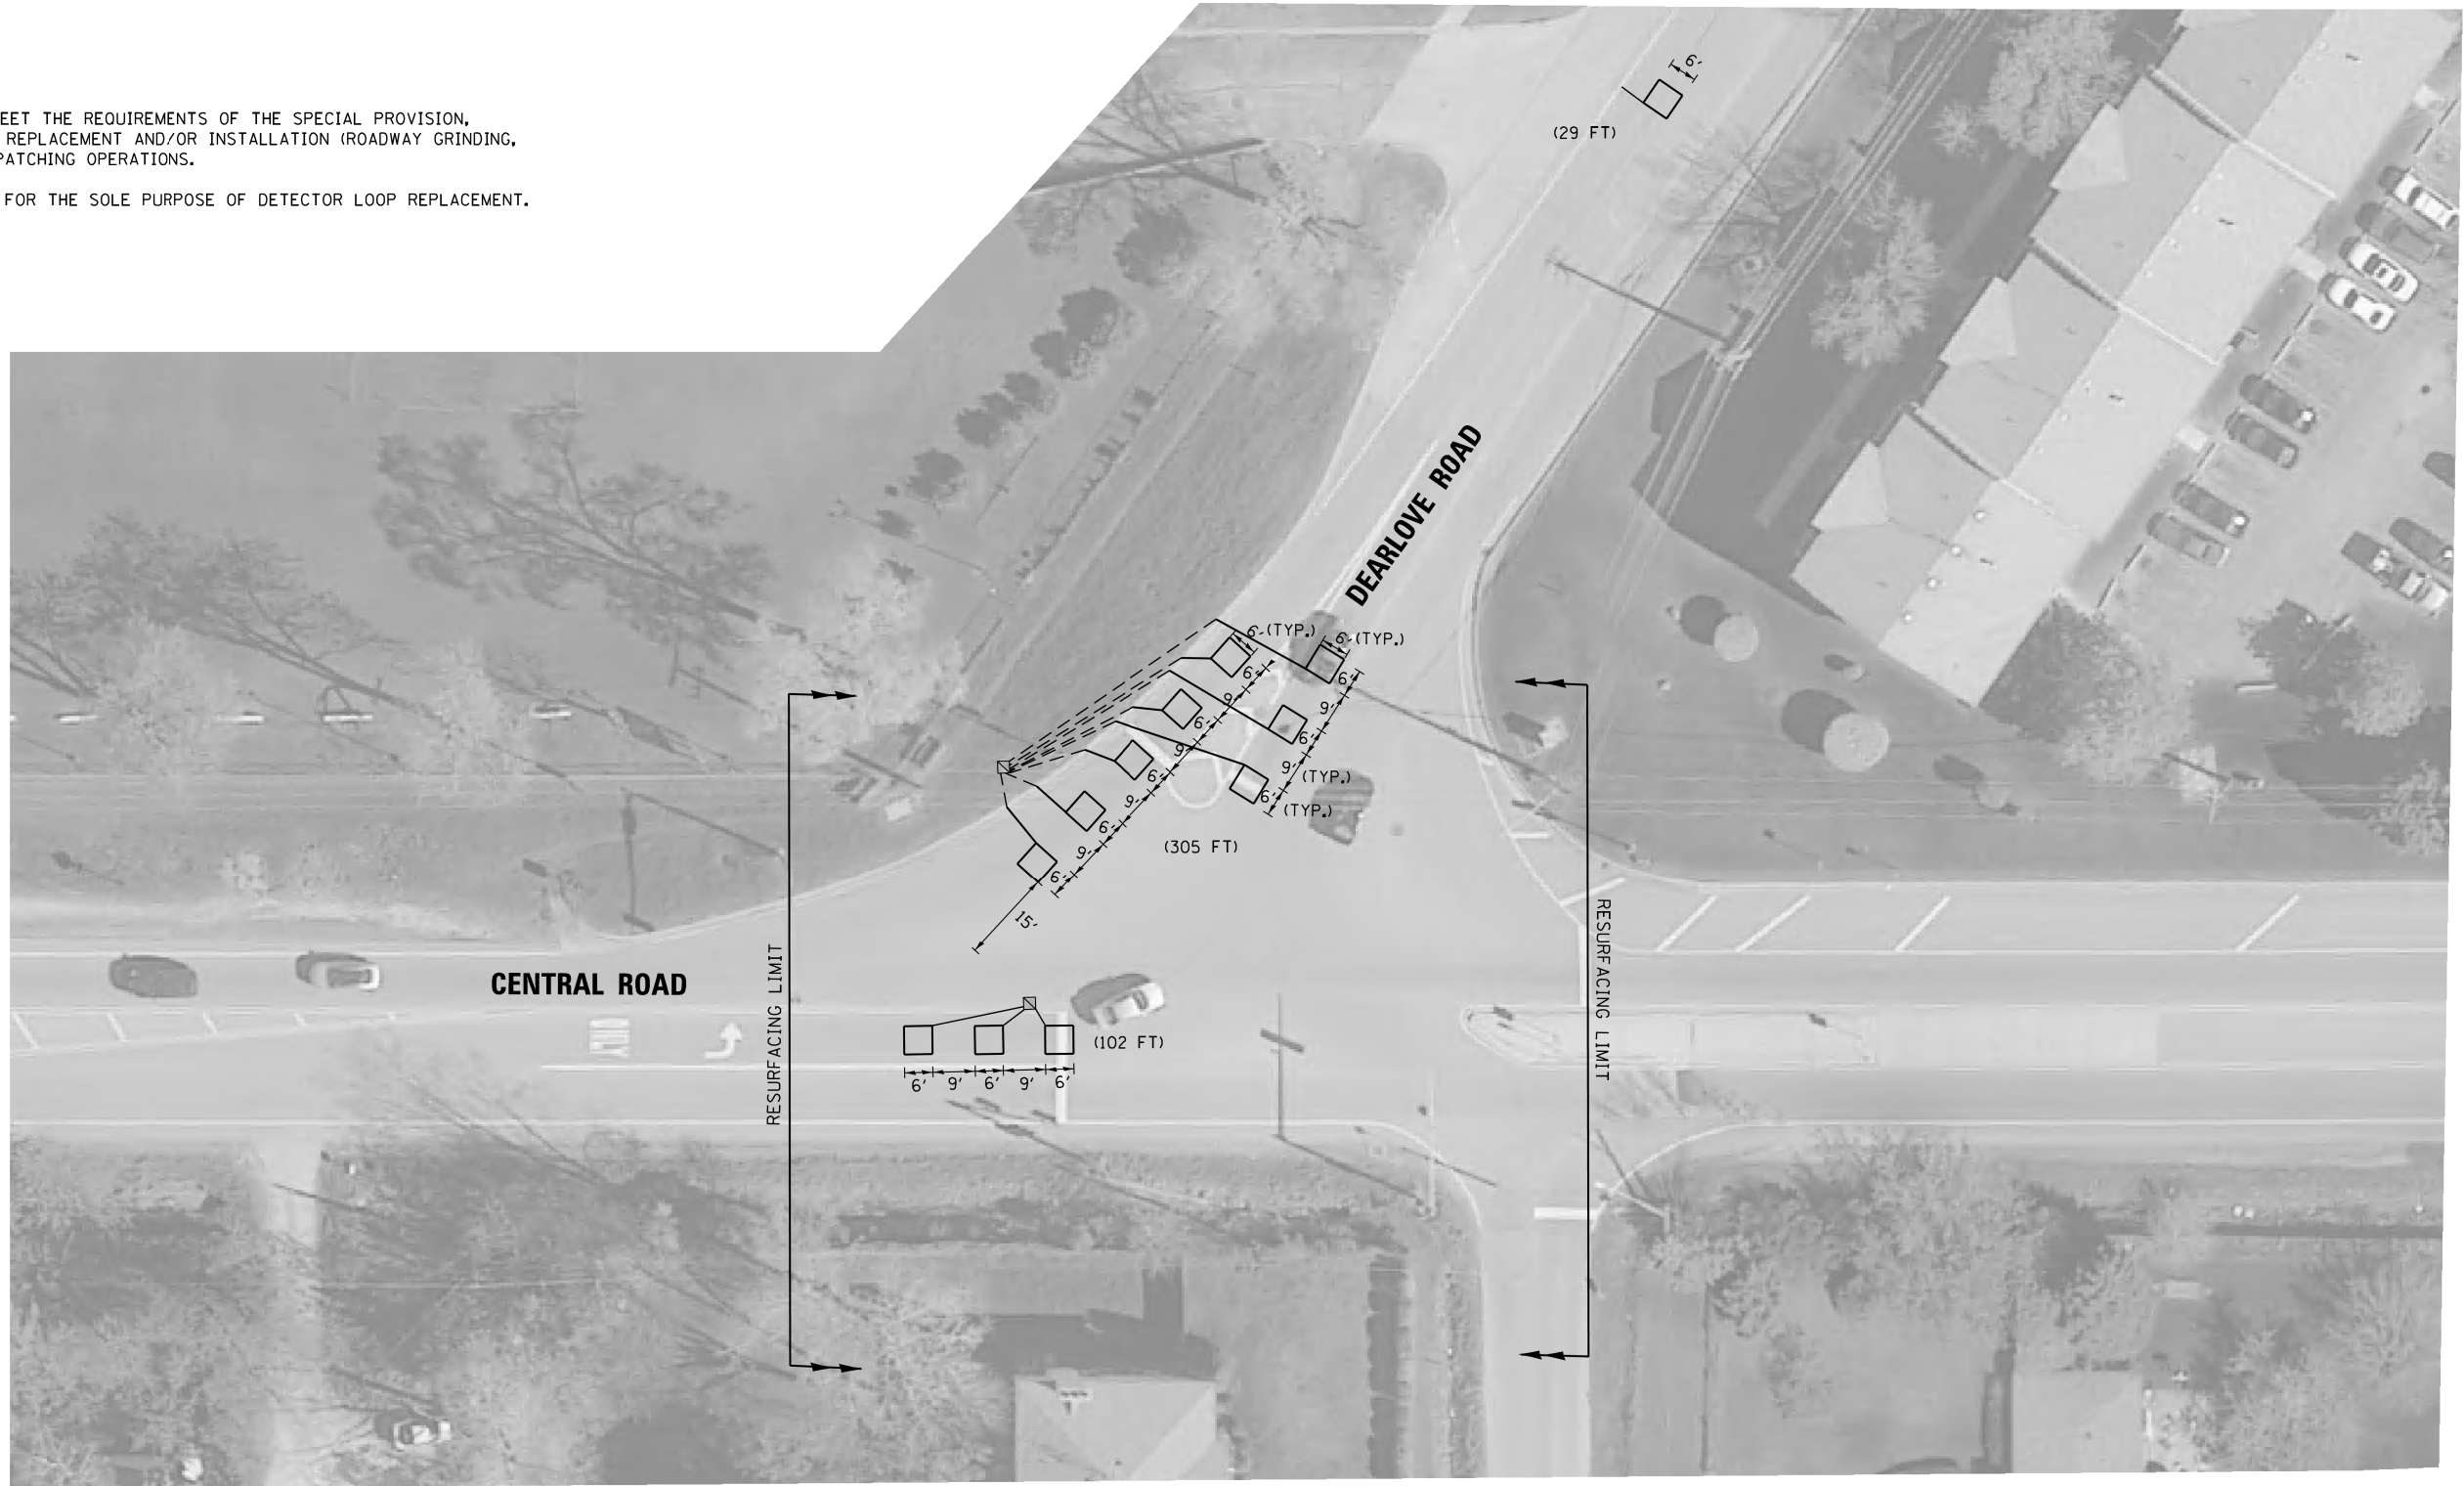 EET THE REQUIREMENTS OF THE SPECIAL PROVISION,
REPLACEMENT AND/OR INSTALLATION (ROADWAY GRINDING,
PATCHING OPERATIONS.
FOR THE SOLE PURPOSE OF DETECTOR LOOP REPLACEMENT.
6'
(29 FT)
DEARLOVE ROAD
6'(TYP.)
6'(TYP.)
6'
9'
6'
9'
6'
9'
6'
9'
6'
15'
6'
9'
6'
9' (TYP.)
6' (TYP.)
(305 FT)
CENTRAL ROAD
RESURFACING LIMIT
RESURFACING LIMIT
ONLY
(102 FT)
6' 9' 6' 9' 6'